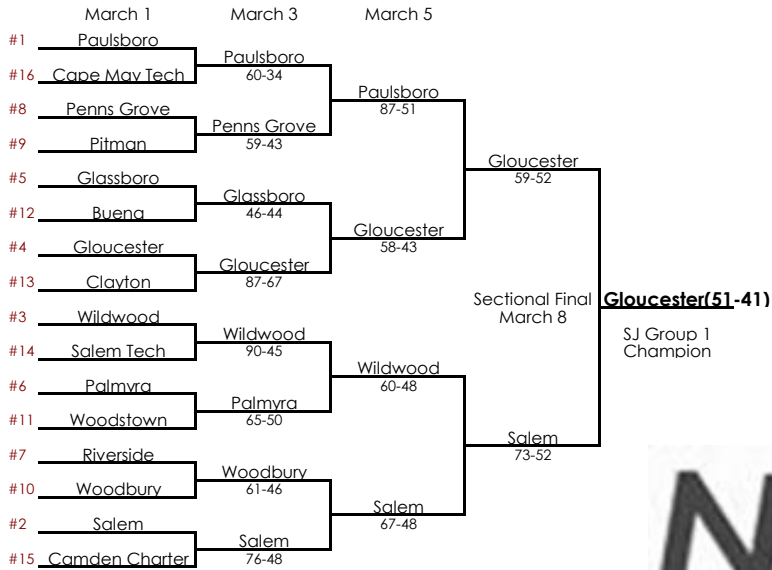 March 1 March 3 March 5
#1 Paulsboro
Paulsboro
60-34
#16 Cape May Tech
Paulsboro
87-51
#8 Penns Grove
Penns Grove
59-43
#9 Pitman
Gloucester
59-52
#5 Glassboro
Glassboro
46-44
#12 Buena
Gloucester
58-43
#4 Gloucester
Gloucester
87-67
#13 Clayton
Sectional Final
March 8
Gloucester(51-41)
SJ Group 1
Champion
#3 Wildwood
Wildwood
90-45
#14 Salem Tech
Wildwood
60-48
#6 Palmyra
Palmyra
65-50
#11 Woodstown
Salem
73-52
#7 Riverside
Woodbury
61-46
#10 Woodbury
Salem
67-48
#2 Salem
Salem
76-48
#15 Camden Charter
N